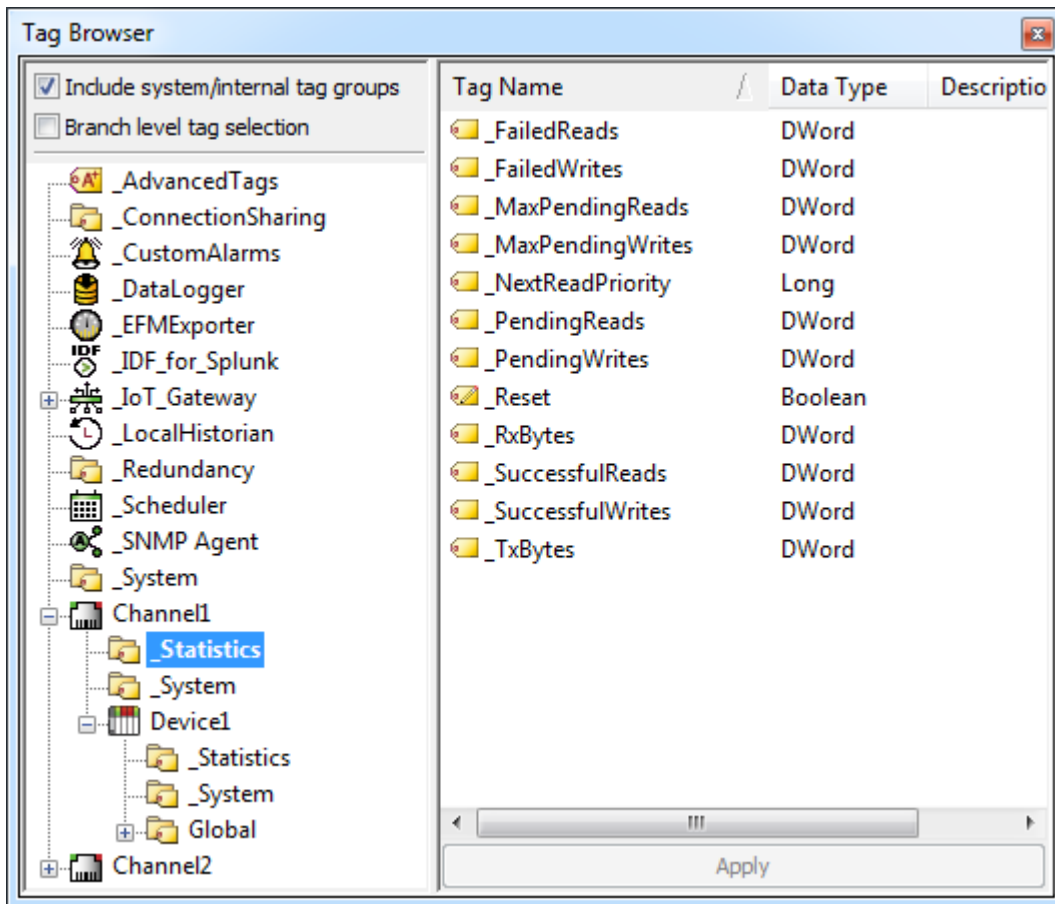 Tag Browser
Include system/internal tag groups
Branch level tag selection
_AdvancedTags
_ConnectionSharing
_CustomAlarms
_DataLogger
_EFMExporter
IDF
_IDF_for_Splunk
_IoT_Gateway
_LocalHistorian
_Redundancy
_Scheduler
_SNMP Agent
_System
Channel1
_Statistics
_System
Device1
_Statistics
_System
Global
Channel2
Tag Name Data Type Descriptio
_FailedReads DWord
_FailedWrites DWord
_MaxPendingReads DWord
_MaxPendingWrites DWord
_NextReadPriority Long
_PendingReads DWord
_PendingWrites DWord
_Reset Boolean
_RxBytes DWord
_SuccessfulReads DWord
_SuccessfulWrites DWord
_TxBytes DWord
Apply